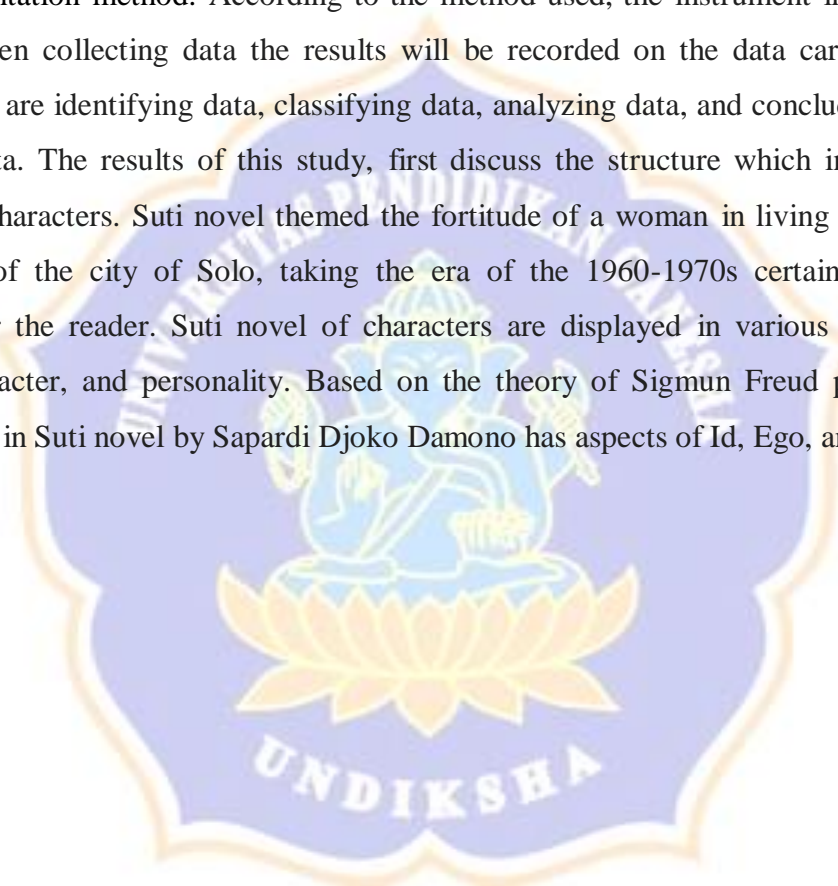 itation method. According to the method used, the instrument in
en collecting data the results will be recorded on the data car
are identifying data, classifying data, analyzing data, and conclu
ta. The results of this study, first discuss the structure which i
haracters. Suti novel themed the fortitude of a woman in living
of the city of Solo, taking the era of the 1960-1970s certain
r the reader. Suti novel of characters are displayed in various
acter, and personality. Based on the theory of Sigmun Freud p
in Suti novel by Sapardi Djoko Damono has aspects of Id, Ego, a
UNIVERSITAS PENDIDIKAN GANESHA
UNDIKSHA